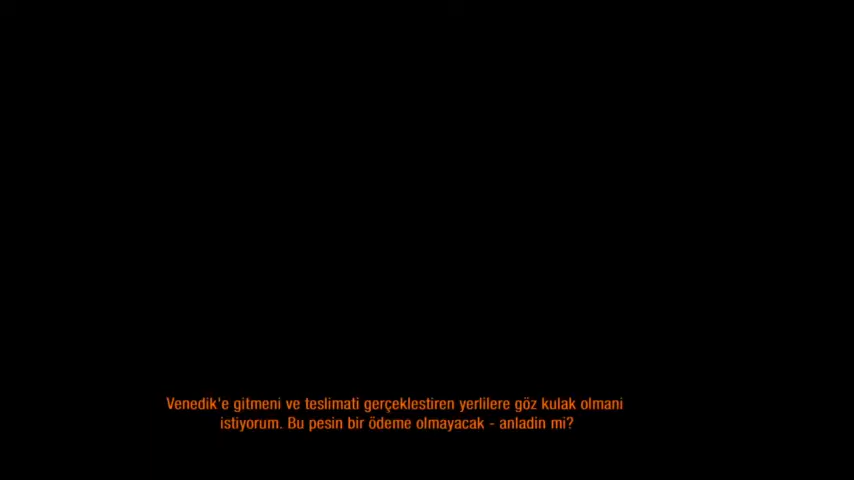 Venedik'e gitmeni ve teslimati gerçeklestiren yerlilere göz kulak olmani
istiyorum. Bu pesin bir ödeme olmayacak - anladin mi?